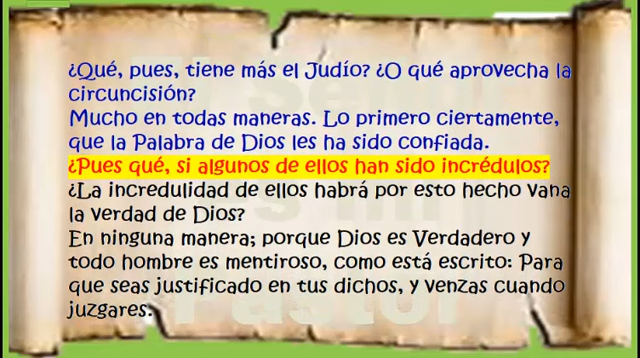 ¿Qué, pues, tiene más el Judío? ¿O qué aprovecha la
circuncisión?
Mucho en todas maneras. Lo primero ciertamente,
que la Palabra de Dios les ha sido confiada.
¿Pues qué, si algunos de ellos han sido incrédulos?
¿La incredulidad de ellos habrá por esto hecho vana
la verdad de Dios?
En ninguna manera; porque Dios es Verdadero y
todo hombre es mentiroso, como está escrito: Para
que seas justificado en tus dichos, y venzas cuando
juzgares.